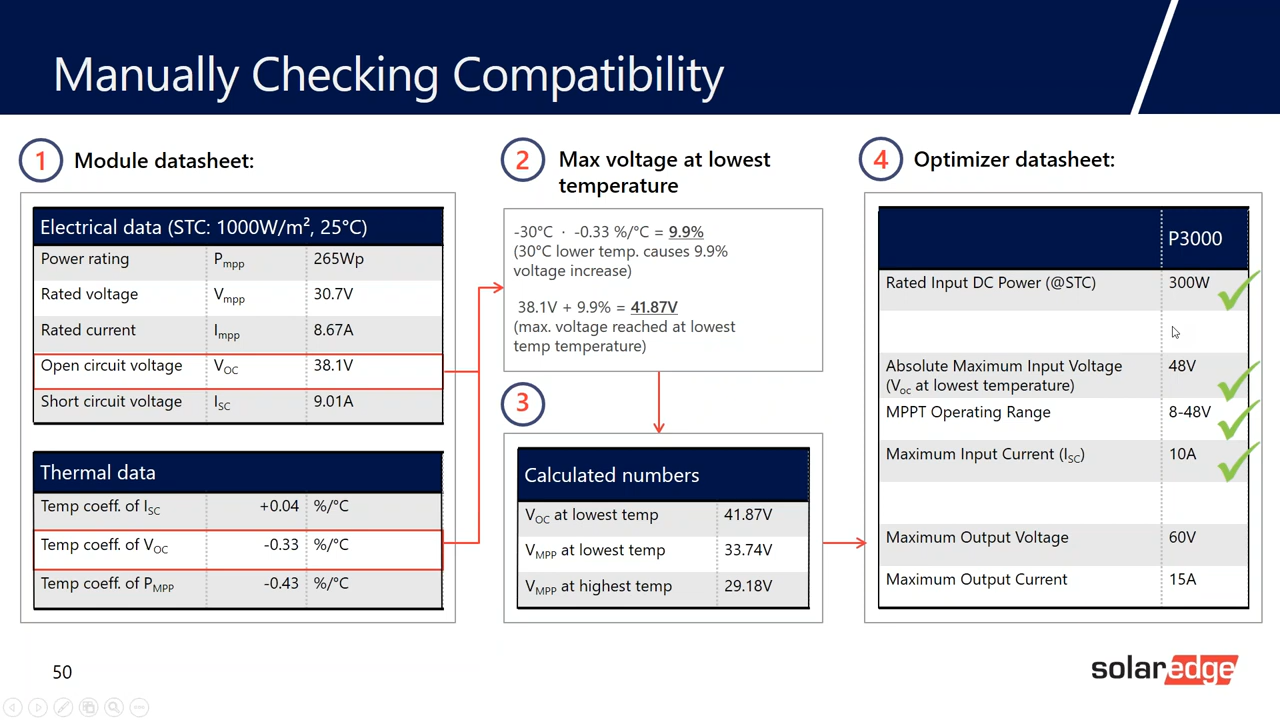 Manually Checking Compatibility
1 Module datasheet:
Electrical data (STC: 1000W/m², 25°C)
Power rating Pmpp 265Wp
Rated voltage Vmpp 30.7V
Rated current Impp 8.67A
Open circuit voltage VOC 38.1V
Short circuit voltage ISC 9.01A
Thermal data
Temp coeff. of ISC +0.04 %/°C
Temp coeff. of VOC -0.33 %/°C
Temp coeff. of PMPP -0.43 %/°C
2 Max voltage at lowest
temperature
-30°C · -0.33 %/°C = 9.9%
(30°C lower temp. causes 9.9%
voltage increase)
38.1V + 9.9% = 41.87V
(max. voltage reached at lowest
temp temperature)
3
Calculated numbers
VOC at lowest temp 41.87V
VMPP at lowest temp 33.74V
VMPP at highest temp 29.18V
4 Optimizer datasheet:
P3000
Rated Input DC Power (@STC) 300W
Absolute Maximum Input Voltage 48V
(Voc at lowest temperature)
MPPT Operating Range 8-48V
Maximum Input Current (ISC) 10A
Maximum Output Voltage 60V
Maximum Output Current 15A
50
solaredge